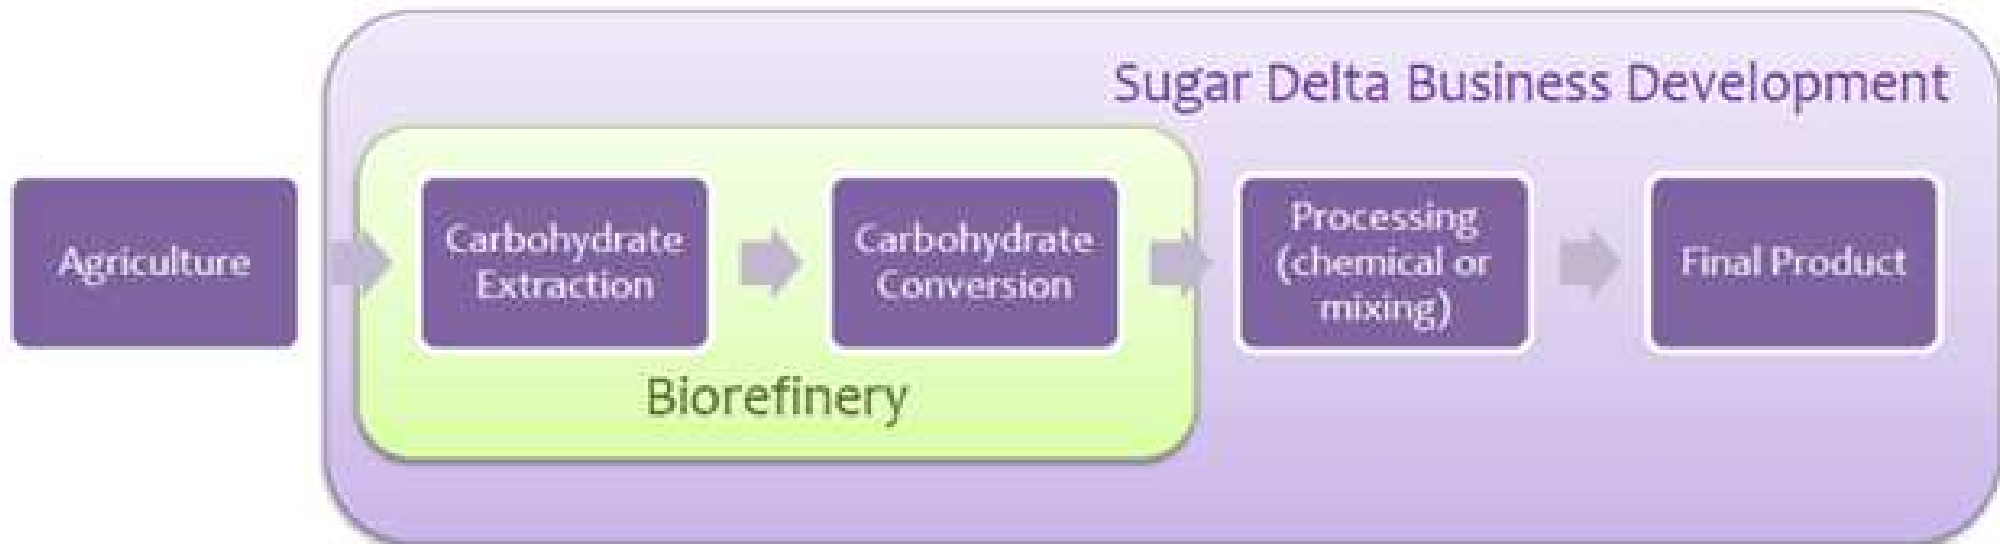 Sugar Delta Business Development
Agriculture
Carbohydrate
Extraction
Carbohydrate
Conversion
Processing
(chemical or
mixing)
Final Product
Biorefinery